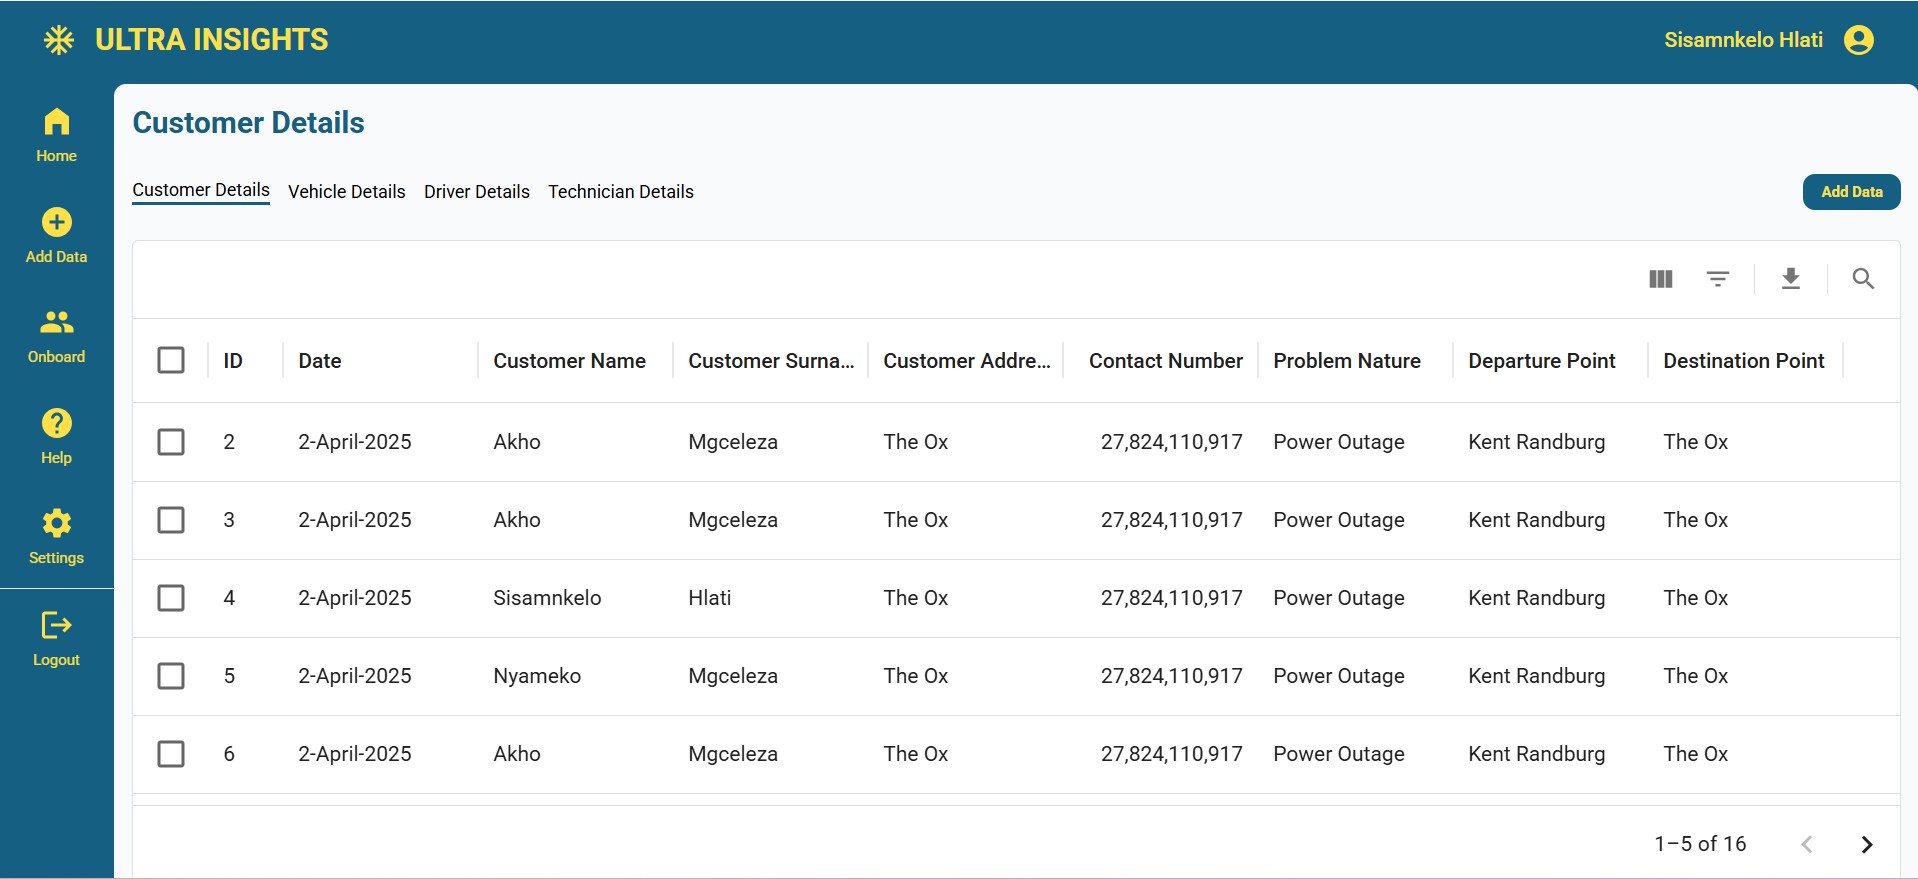 ULTRA INSIGHTS
Sisamnkelo Hlati
Home
Add Data
Onboard
Help
Settings
Logout
Customer Details
Customer Details Vehicle Details Driver Details Technician Details
Add Data
ID Date Customer Name Customer Surna... Customer Addre... Contact Number Problem Nature Departure Point Destination Point
2 2-April-2025 Akho Mgceleza The Ox 27,824,110,917 Power Outage Kent Randburg The Ox
3 2-April-2025 Akho Mgceleza The Ox 27,824,110,917 Power Outage Kent Randburg The Ox
4 2-April-2025 Sisamnkelo Hlati The Ox 27,824,110,917 Power Outage Kent Randburg The Ox
5 2-April-2025 Nyameko Mgceleza The Ox 27,824,110,917 Power Outage Kent Randburg The Ox
6 2-April-2025 Akho Mgceleza The Ox 27,824,110,917 Power Outage Kent Randburg The Ox
1–5 of 16